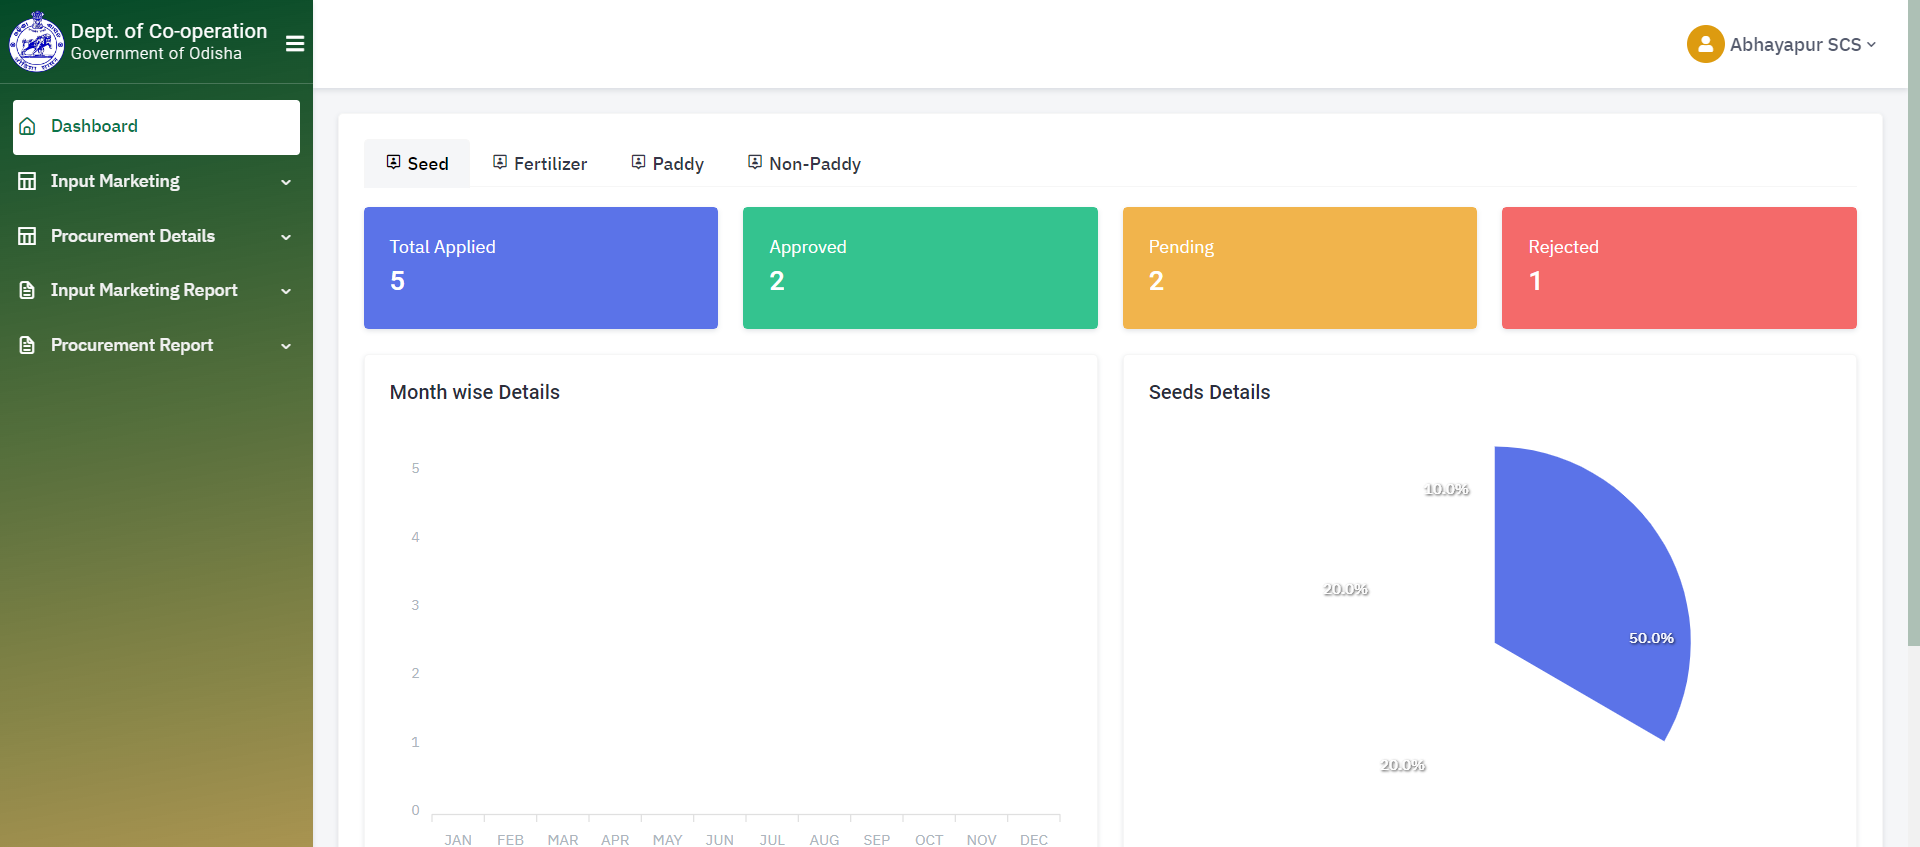 Dept. of Co-operation
Government of Odisha
Abhayapur SCS
Dashboard
Input Marketing
Procurement Details
Input Marketing Report
Procurement Report
Seed
Fertilizer
Paddy
Non-Paddy
Total Applied
5
Approved
2
Pending
2
Rejected
1
Month wise Details
5
4
3
2
1
0
JAN FEB MAR APR MAY JUN JUL AUG SEP OCT NOV DEC
Seeds Details
10.0%
20.0%
50.0%
20.0%